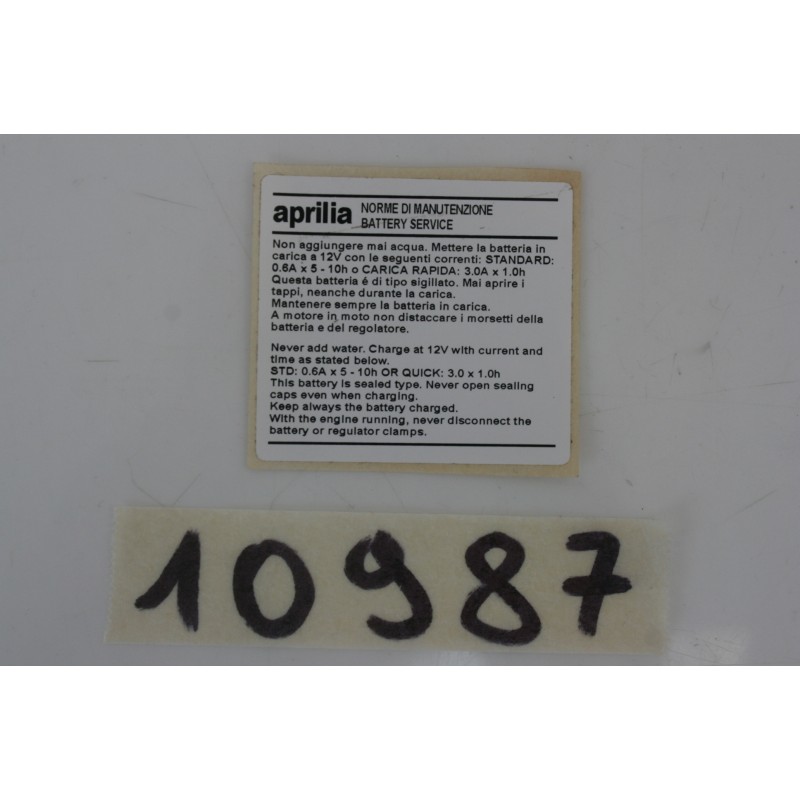 aprilia NORME DI MANUTENZIONE
BATTERY SERVICE
Non aggiungere mai acqua. Mettere la batteria in
carica a 12V con le seguenti correnti: STANDARD:
0.6A x 5 - 10h o CARICA RAPIDA: 3.0A x 1.0h
Questa batteria é di tipo sigillato. Mai aprire i
tappi, neanche durante la carica.
Mantenere sempre la batteria in carica.
A motore in moto non distaccare i morsetti della
batteria e del regolatore.
Never add water. Charge at 12V with current and
time as stated below.
STD: 0.6A x 5 - 10h OR QUICK: 3.0 x 1.0h
This battery is sealed type. Never open sealing
caps even when charging.
Keep always the battery charged.
With the engine running, never disconnect the
battery or regulator clamps.
10987